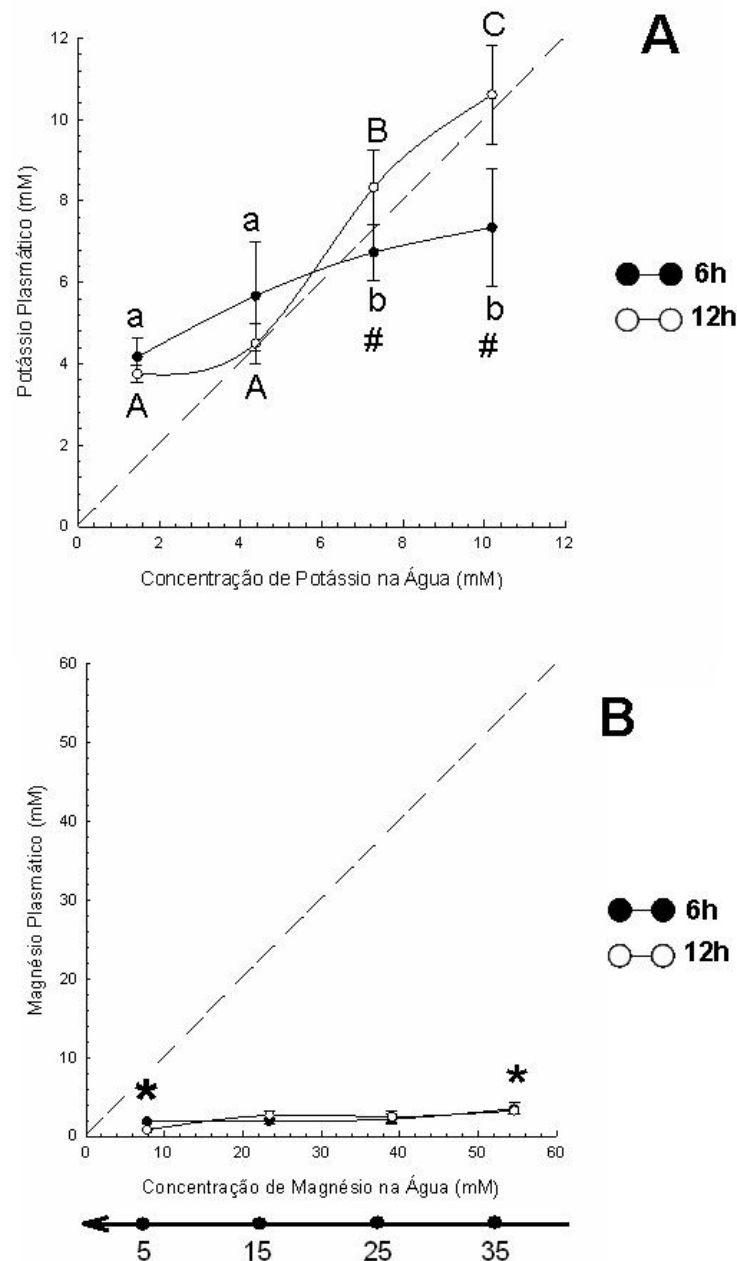 A
12
10
8
6
4
2
0
Potássio Plasmático (mM)
a
a
B
C
A
A
b
#
b
#
6h
12h
0 2 4 6 8 10 12
Concentração de Potássio na Água (mM)
B
60
50
40
30
20
10
0
Magnésio Plasmático (mM)
*
*
6h
12h
0 10 20 30 40 50 60
Concentração de Magnésio na Água (mM)
5 15 25 35